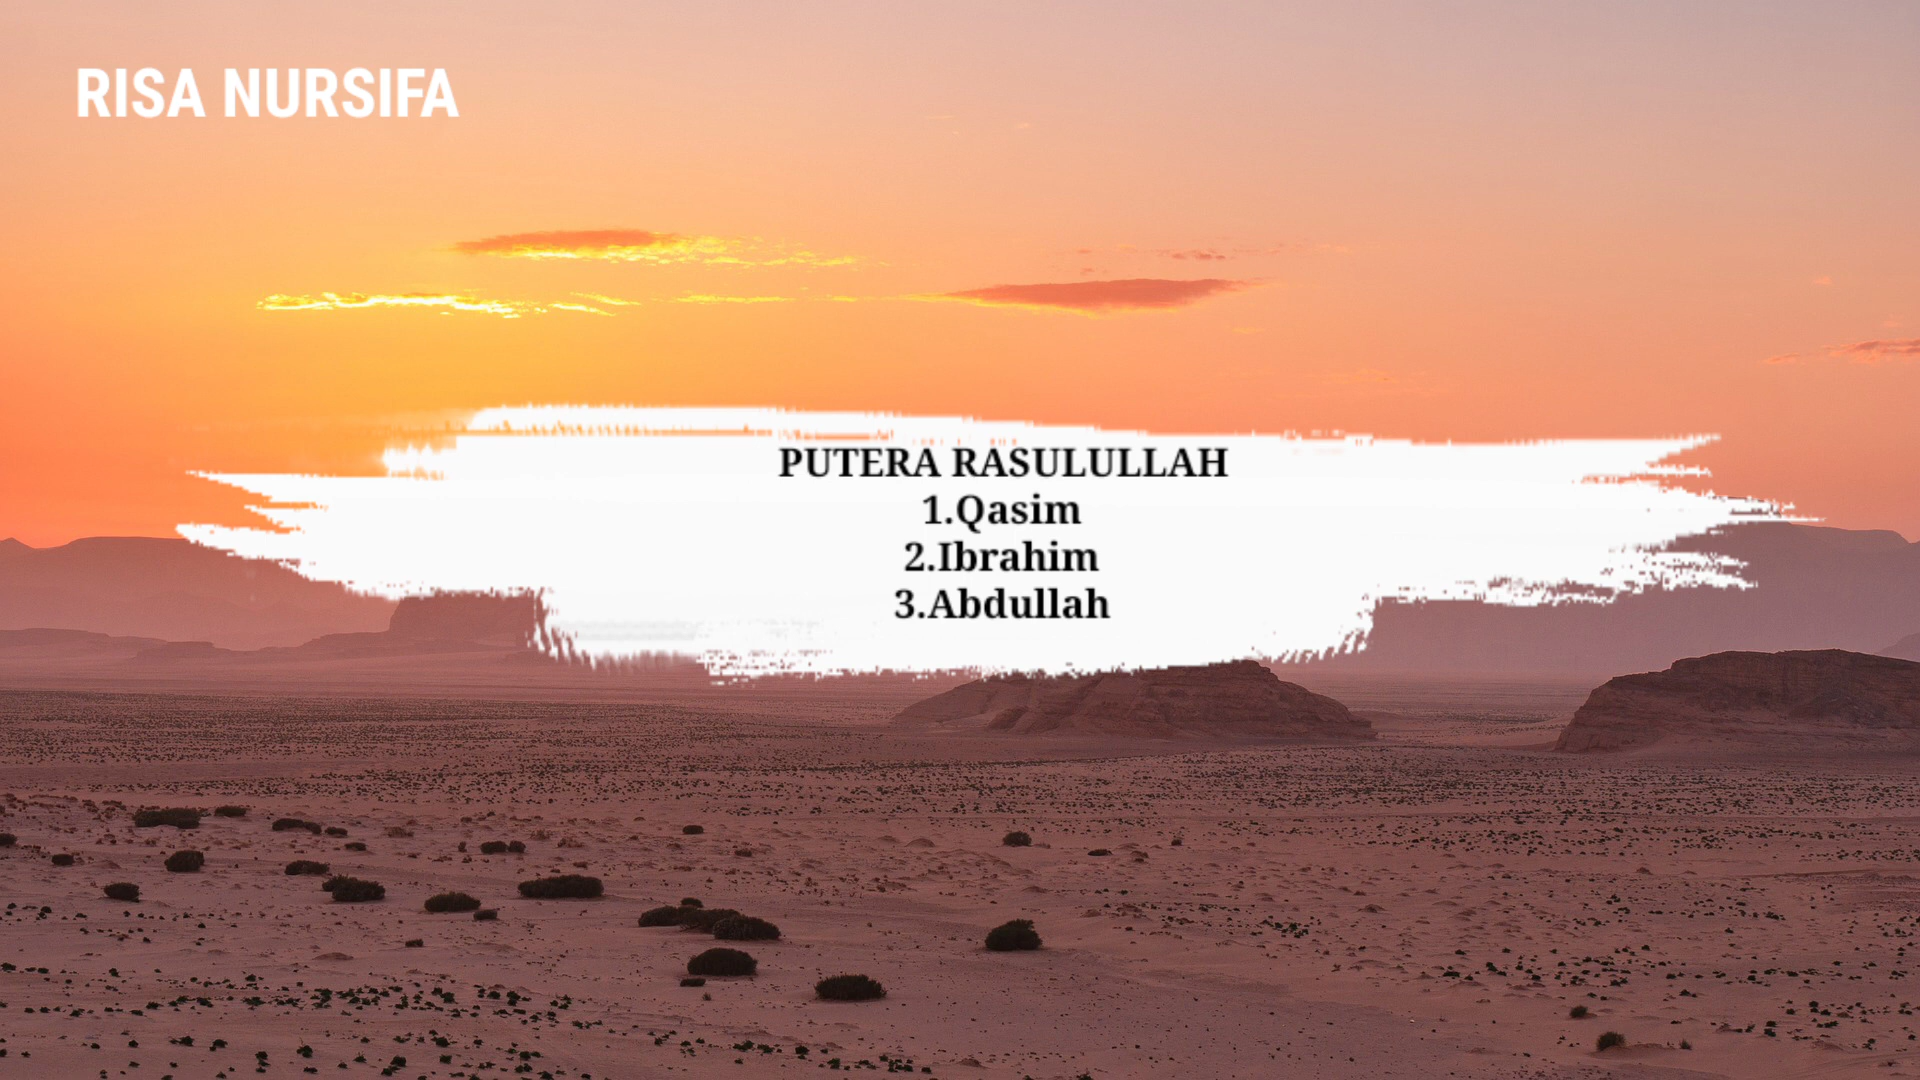 RISA NURSIFA
PUTERA RASULULLAH
1.Qasim
2.Ibrahim
3.Abdullah